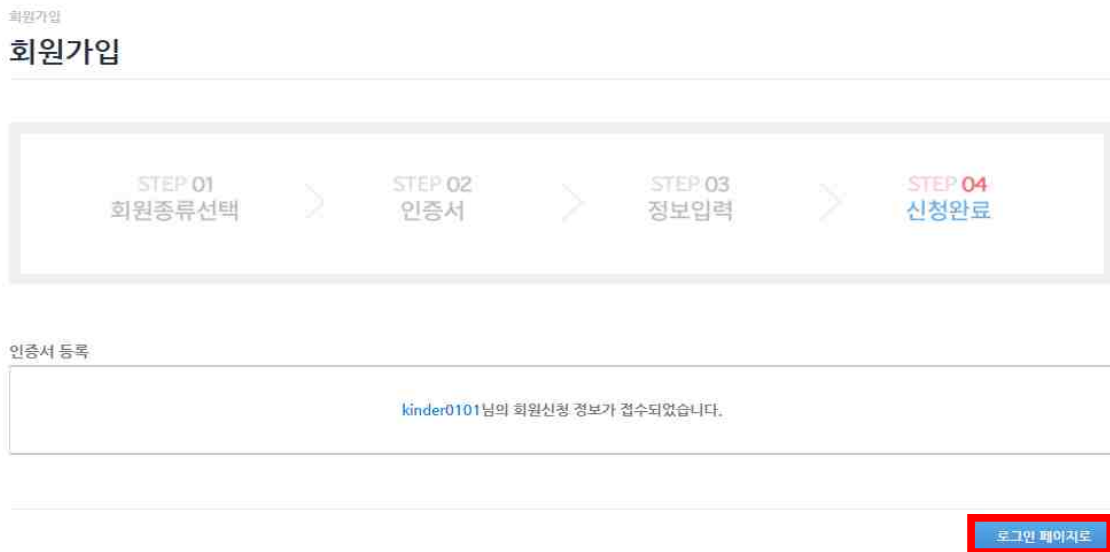 회원가입
회원가입
STEP 01
회원종류선택
STEP 02
인증서
STEP 03
정보입력
STEP 04
신청완료
인증서 등록
kinder0101님의 회원신청 정보가 접수되었습니다.
로그인 페이지로